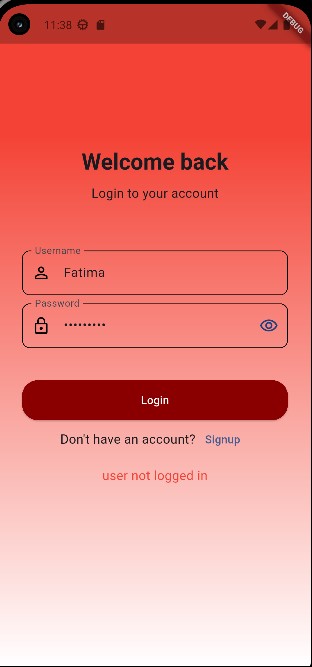 11:38
DEBUG
Welcome back
Login to your account
Username
Fatima
Password
•••••••••
Login
Don't have an account? Signup
user not logged in